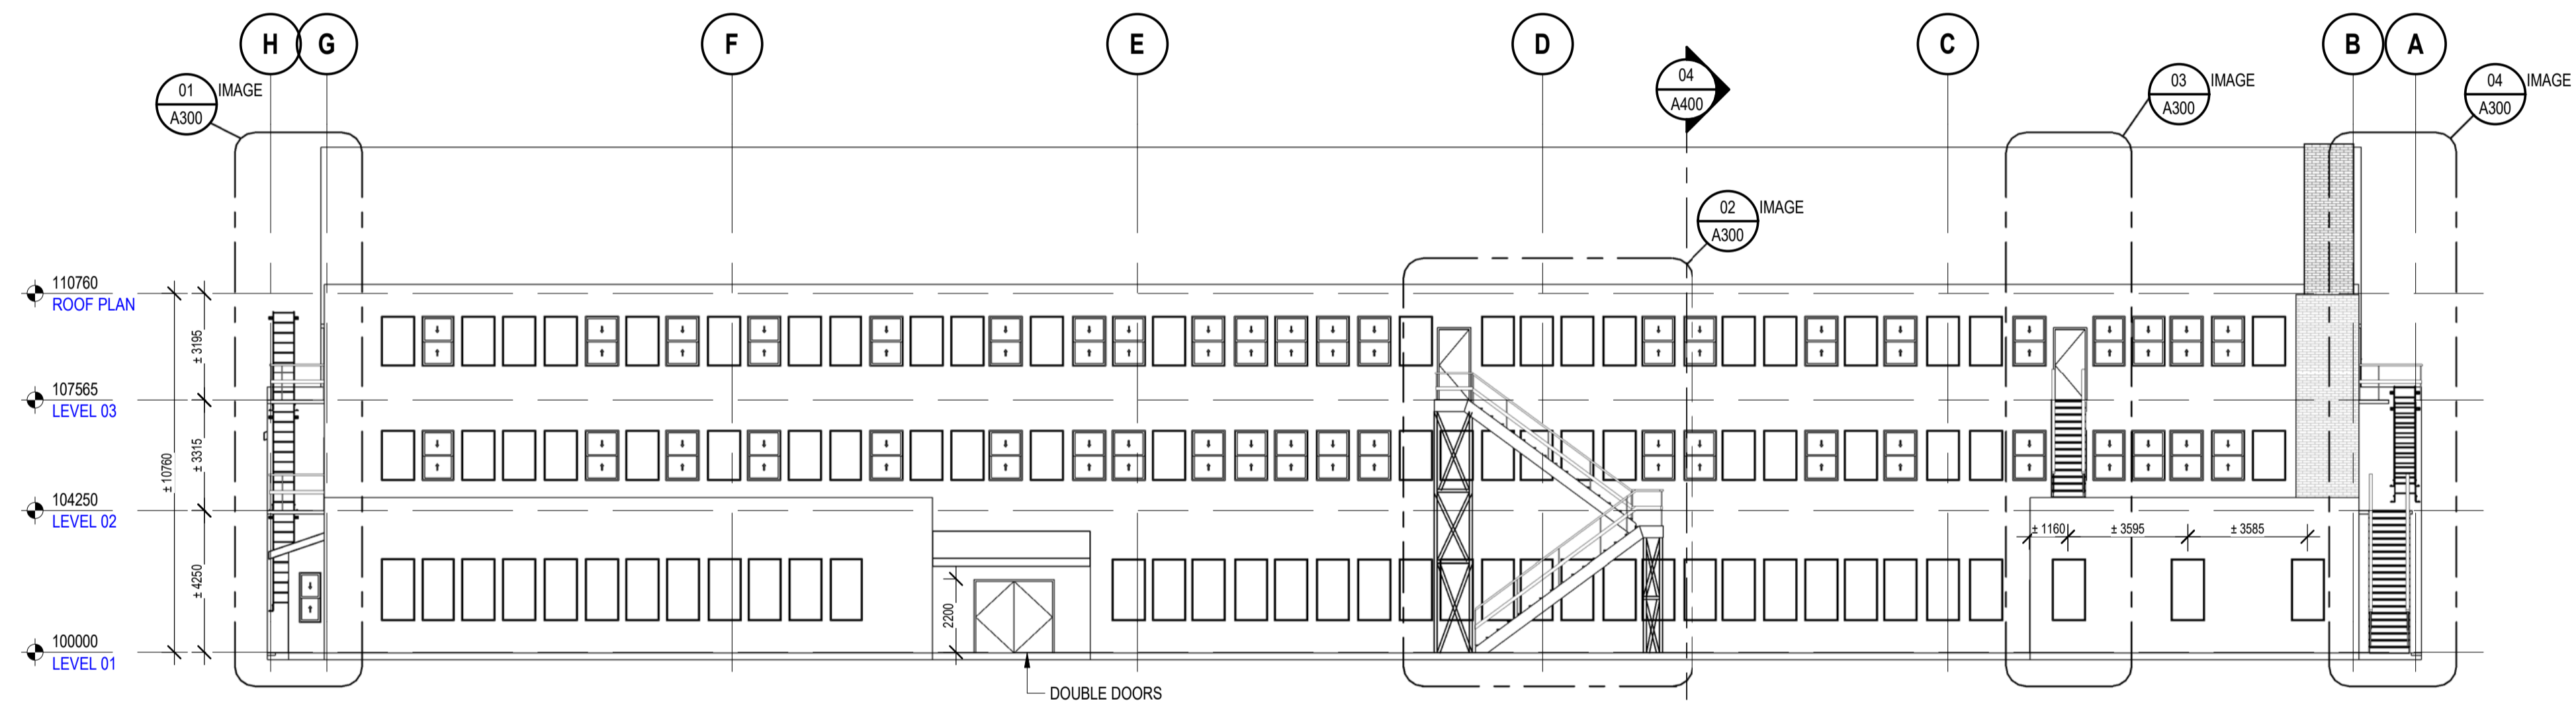 H
G
F
E
D
C
B
A
01
A300
IMAGE
04
A400
03
A300
IMAGE
04
A300
IMAGE
02
A300
IMAGE
110760
ROOF PLAN
± 3195
107565
LEVEL 03
± 3315
± 10760
104250
LEVEL 02
± 4250
100000
LEVEL 01
2200
DOUBLE DOORS
± 1160
± 3595
± 3585